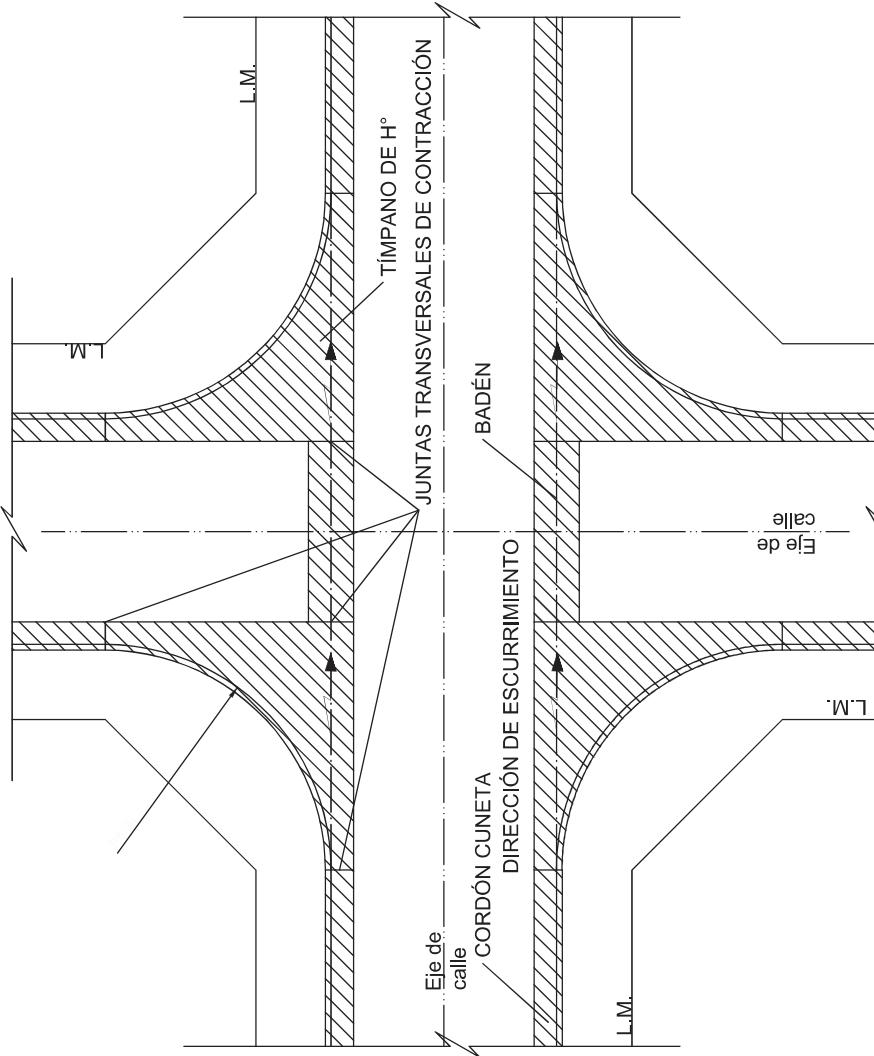 L.M.
L.M.
TÍMPANO DE H°
JUNTAS TRANSVERSALES DE CONTRACCIÓN
BADÉN
Eje de
calle
DIRECCIÓN DE ESCURRIMIENTO
CORDÓN CUNETA
Eje de
calle
L.M.
L.M.